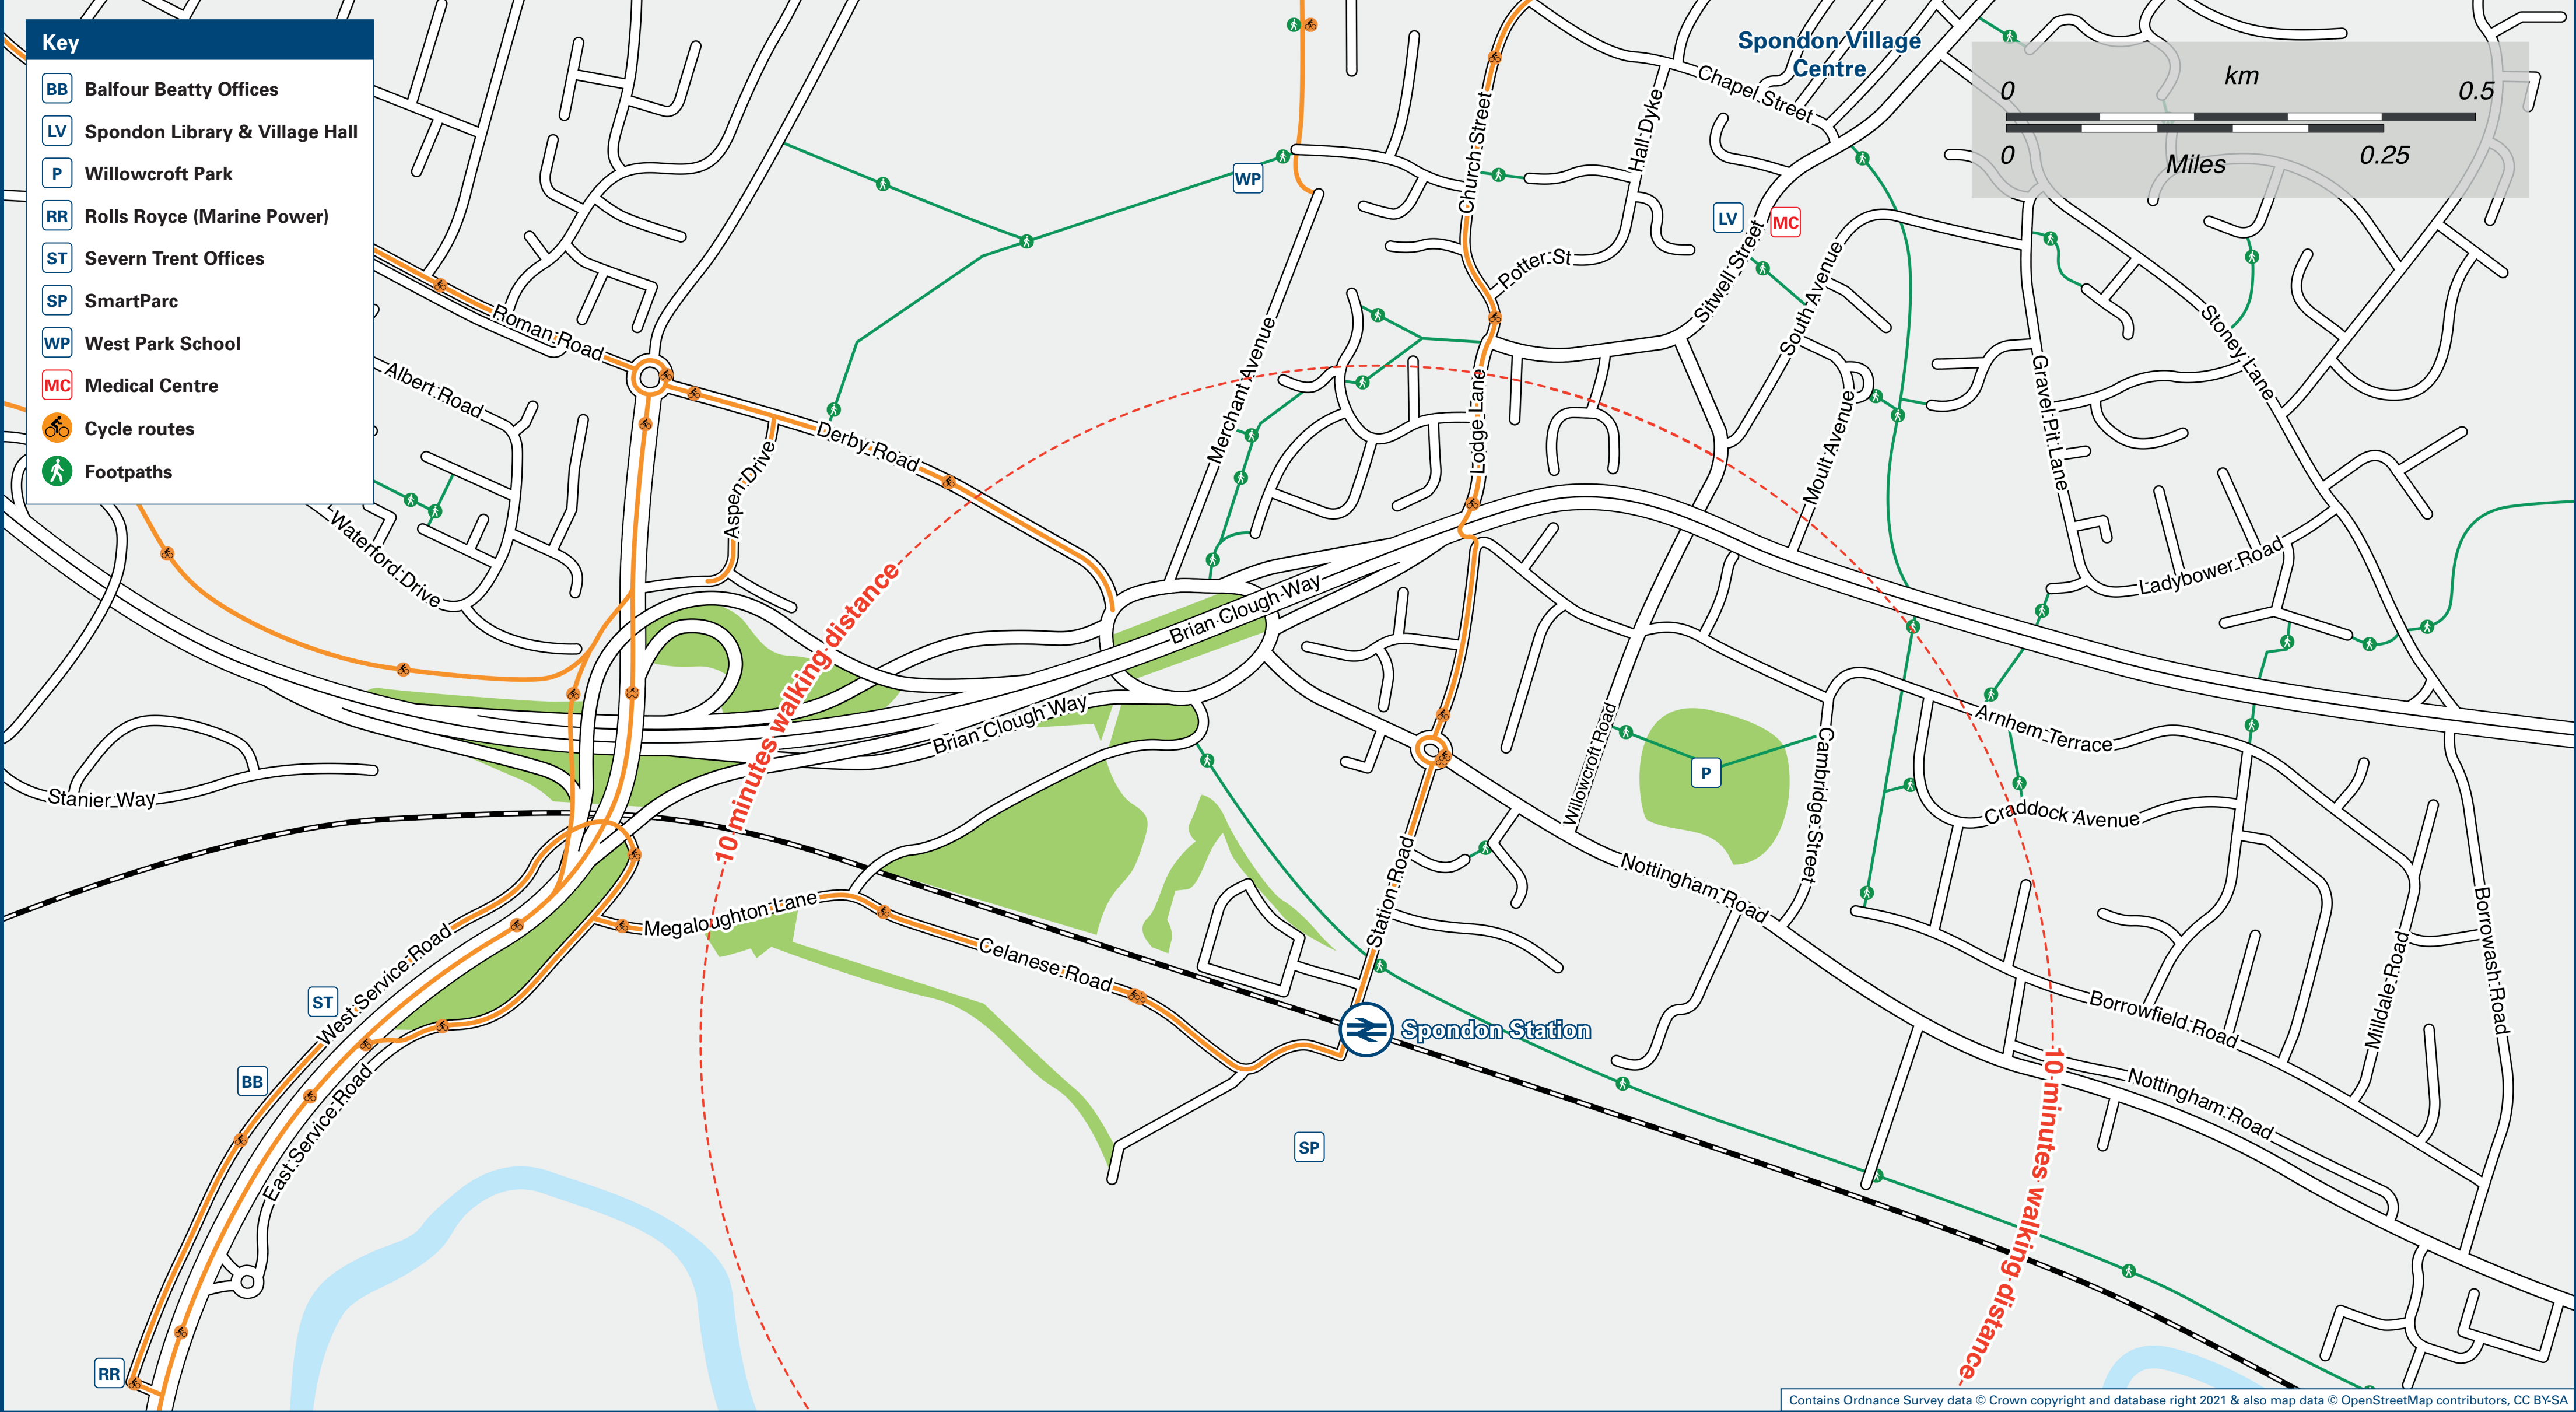 Key
BB Balfour Beatty Offices
LV Spondon Library & Village Hall
P Willowcroft Park
RR Rolls Royce (Marine Power)
ST Severn Trent Offices
SP SmartParc
WP West Park School
MC Medical Centre
Cycle routes
Footpaths
Spondon Village
Centre
km
0 0.5
0 0.25
Miles
Chapel Street
Church Street
Hall Dyke
WP
LV
MC
Potter St
Sitwell Street
South Avenue
Stoney Lane
Roman Road
Albert Road
Merchant Avenue
Lodge Lane
Moult Avenue
Gravel Pit Lane
Derby Road
Aspen Drive
Waterford Drive
Ladybower Road
Brian Clough Way
10 minutes walking distance
Brian Clough Way
Willowcroft Road
P
Cambridge Street
Arnhem Terrace
Craddock Avenue
Stanier Way
Station Road
Nottingham Road
Megaloughton Lane
Celanese Road
West Service Road
ST
Spondon Station
Borrowfield Road
Milldale Road
Borrowash Road
BB
East Service Road
SP
Nottingham Road
10 minutes walking distance
RR
Contains Ordnance Survey data © Crown copyright and database right 2021 & also map data © OpenStreetMap contributors, CC BY-SA